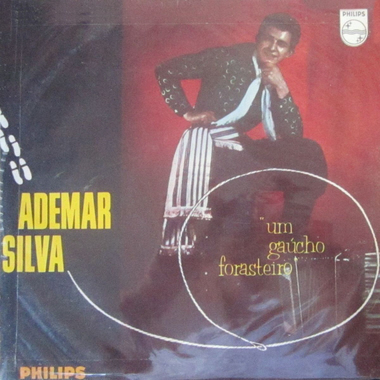 PHILIPS
ADEMAR
SILVA
"um
gaúcho
forasteiro"
PHILIPS